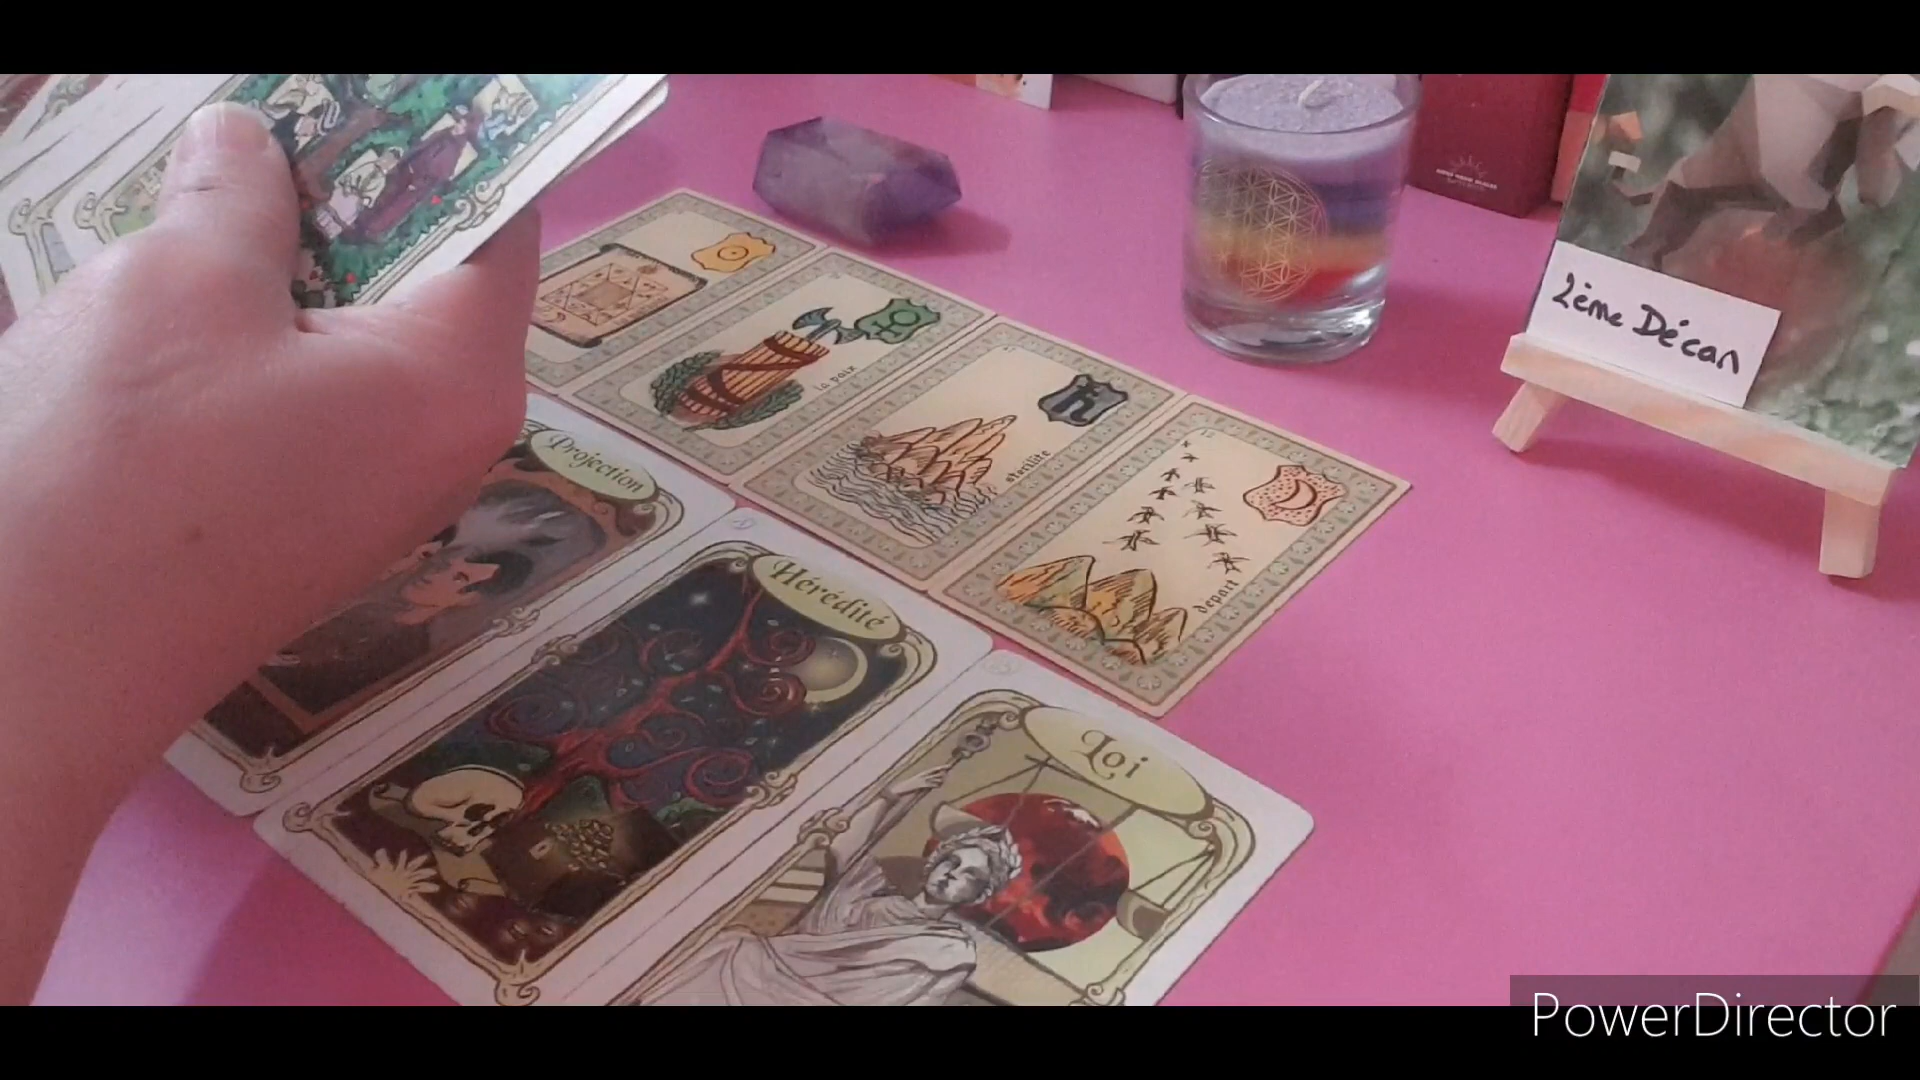 2ème Décan
la paix
stérilité
départ
Projection
Hérédité
Loi
PowerDirector